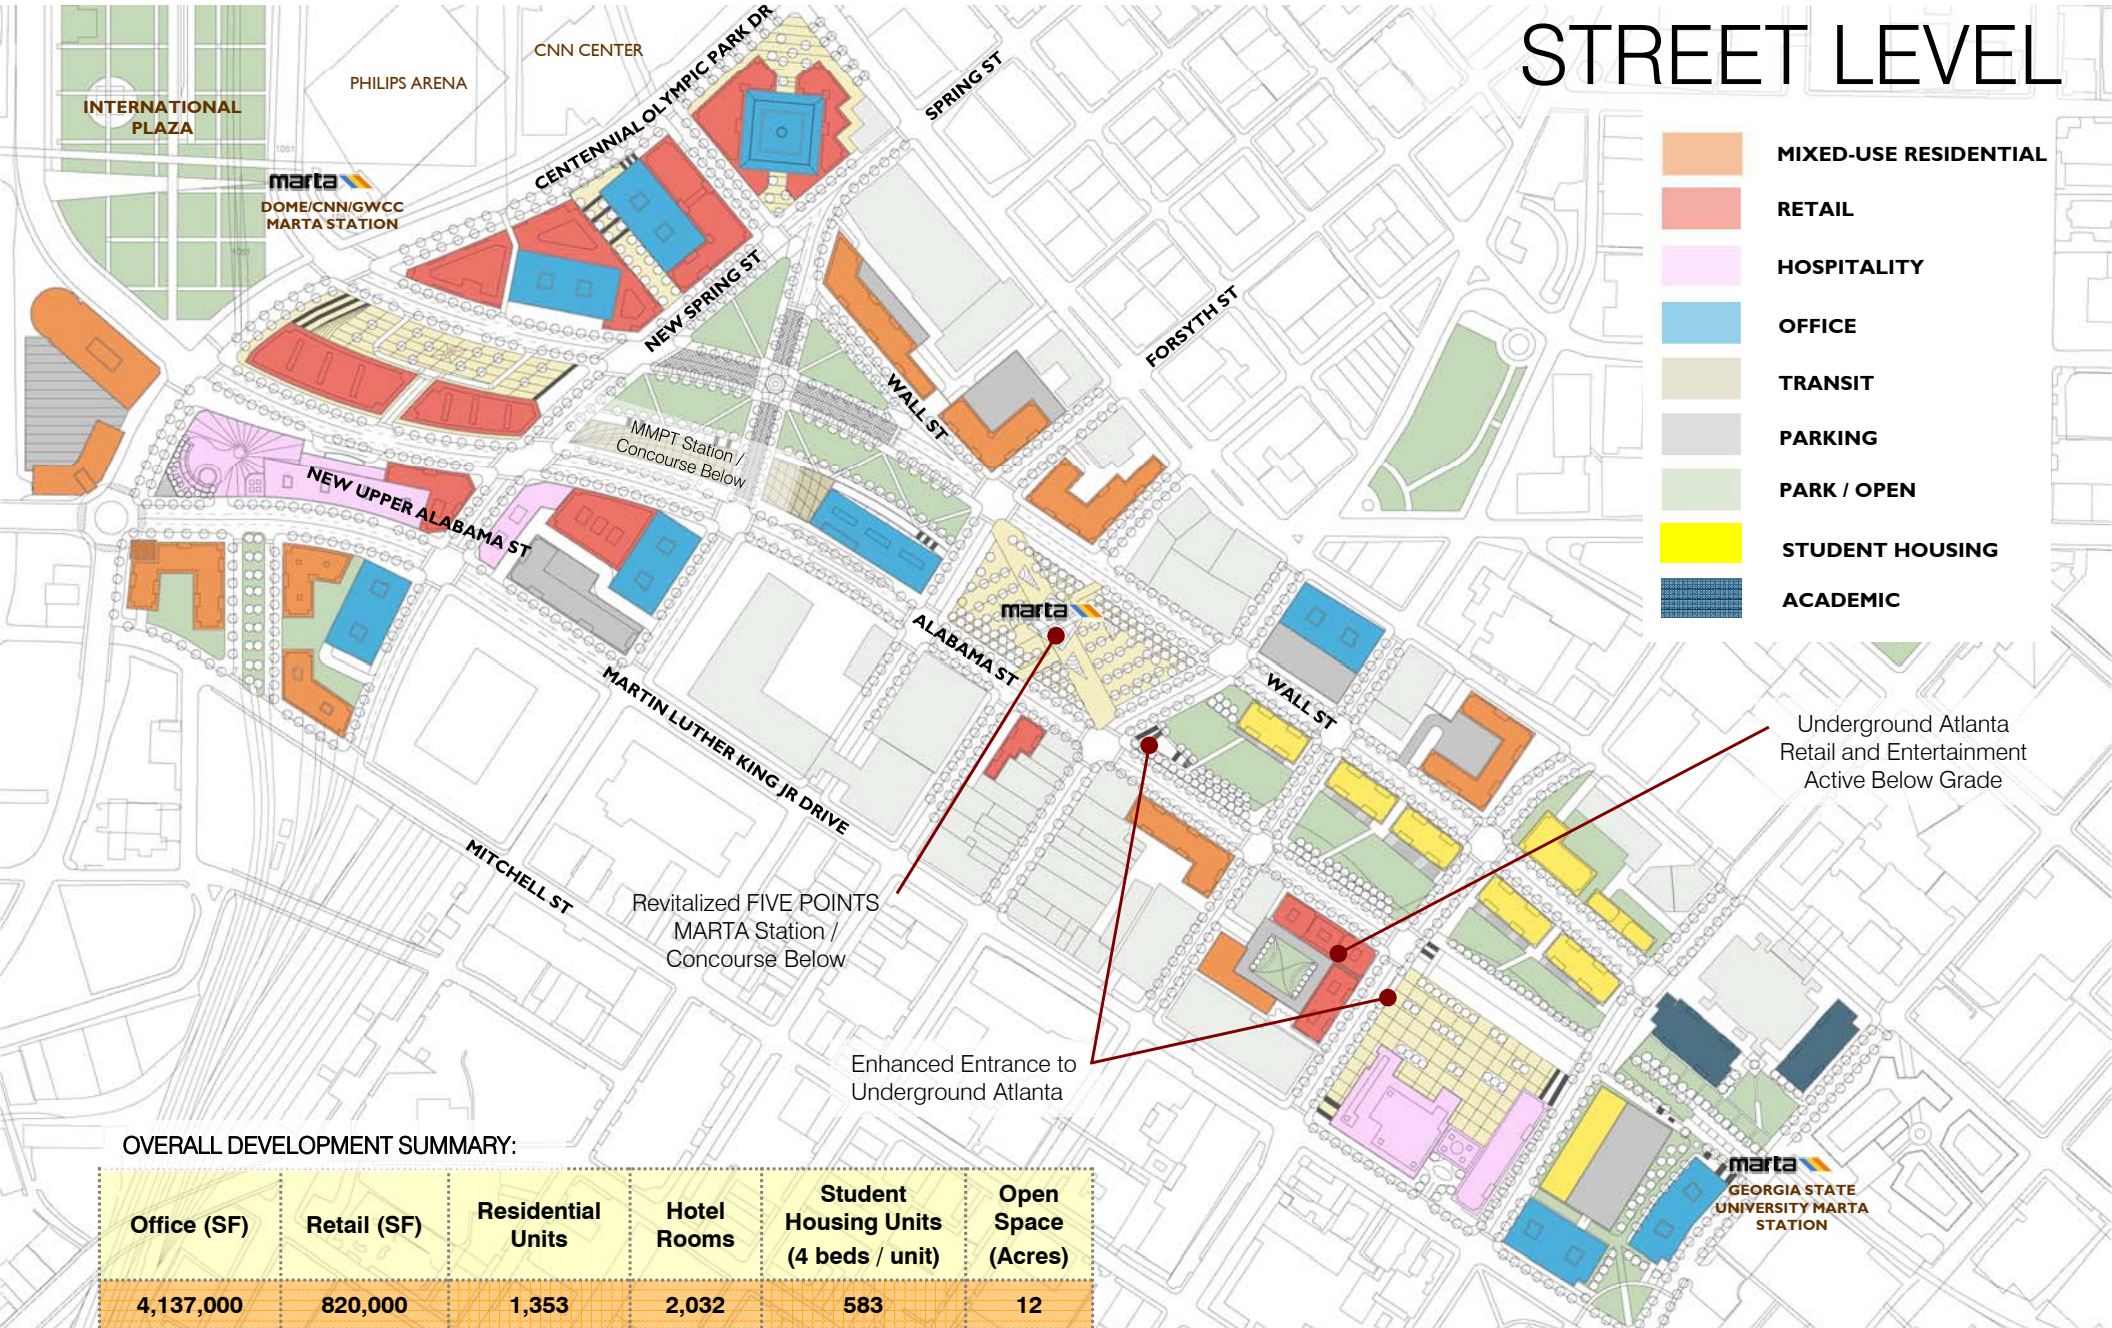 STREET LEVEL
CENTENNIAL OLYMPIC PARK DR
CNN CENTER
PHILIPS ARENA
SPRING ST
INTERNATIONAL
PLAZA
marta
DOME/CNN/GWCC
MARTA STATION
MIXED-USE RESIDENTIAL
RETAIL
HOSPITALITY
OFFICE
TRANSIT
PARKING
PARK / OPEN
STUDENT HOUSING
ACADEMIC
NEW SPRING ST
FORSYTH ST
WALL ST
MMPT Station /
Concourse Below
NEW UPPER ALABAMA ST
marta
ALABAMA ST
WALL ST
MARTIN LUTHER KING JR DRIVE
MITCHELL ST
Underground Atlanta
Retail and Entertainment
Active Below Grade
Revitalized FIVE POINTS
MARTA Station /
Concourse Below
Enhanced Entrance to
Underground Atlanta
marta
GEORGIA STATE
UNIVERSITY MARTA
STATION
OVERALL DEVELOPMENT SUMMARY:
Office (SF)
Retail (SF)
Residential
Units
Hotel
Rooms
Student
Housing Units
(4 beds / unit)
Open
Space
(Acres)
4,137,000
820,000
1,353
2,032
583
12